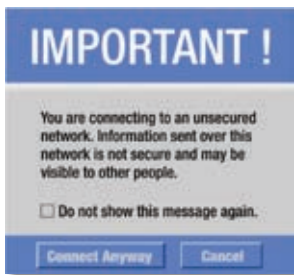 IMPORTANT !
You are connecting to an unsecured
network. Information sent over this
network is not secure and may be
visible to other people.
Do not show this message again.
Connect Anyway Cancel